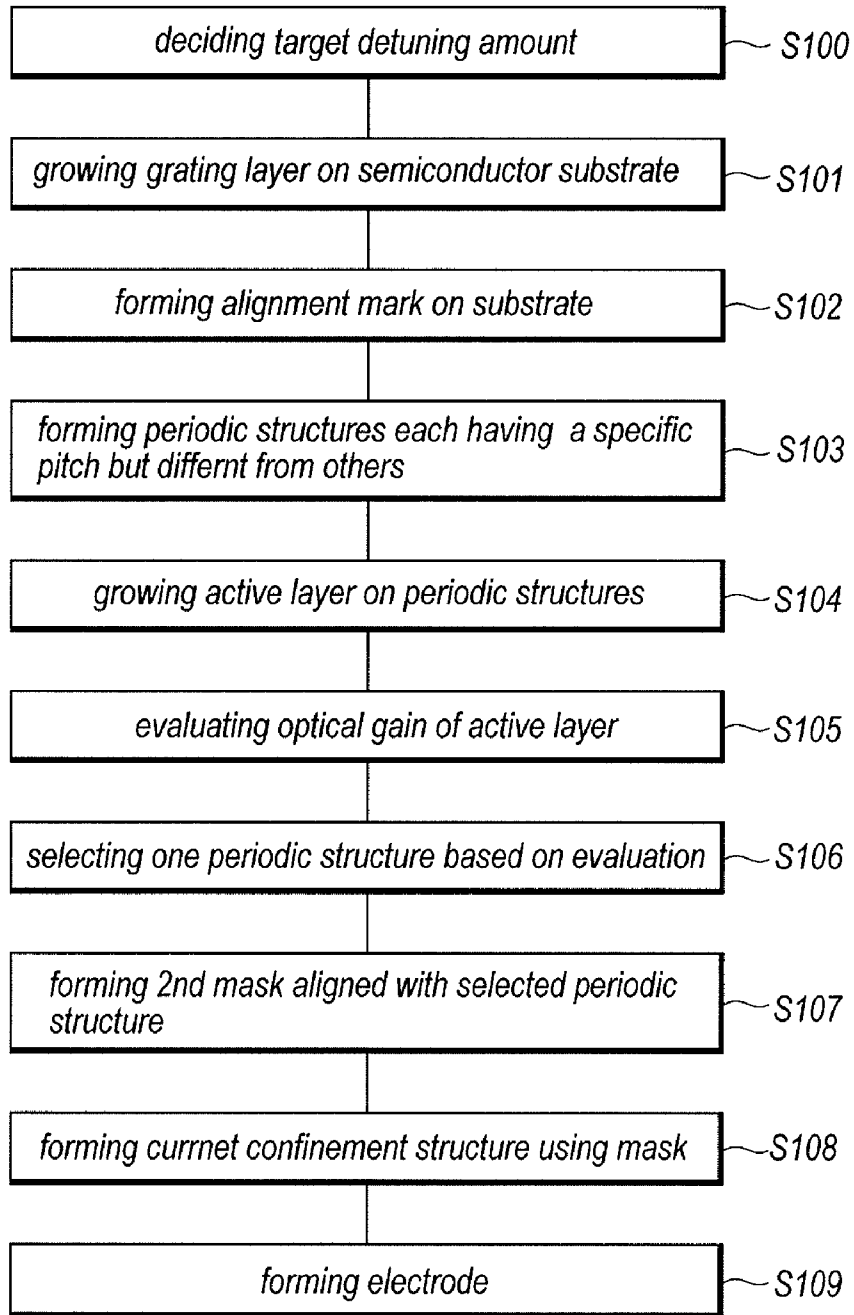 deciding target detuning amount
S100
growing grating layer on semiconductor substrate
S101
forming alignment mark on substrate
S102
forming periodic structures each having a specific
pitch but differnt from others
S103
growing active layer on periodic structures
S104
evaluating optical gain of active layer
S105
selecting one periodic structure based on evaluation
S106
forming 2nd mask aligned with selected periodic
structure
S107
forming currnet confinement structure using mask
S108
forming electrode
S109